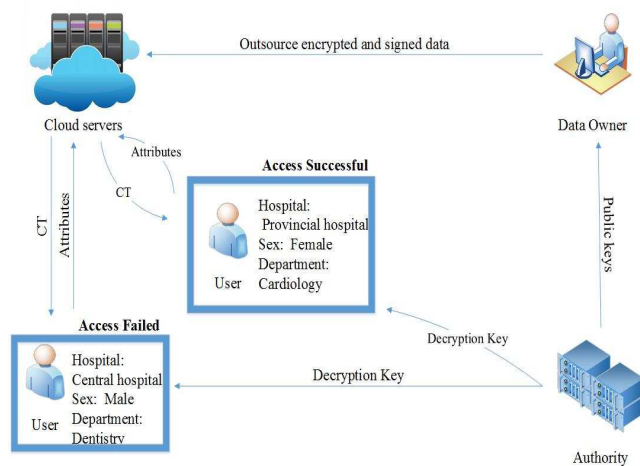 Outsource encrypted and signed data
Cloud servers
Data Owner
Attributes
Access Successful
CT
Hospital:
Provincial hospital
Sex: Female
Department:
Cardiology
User
CT
Attributes
Public keys
Access Failed
Decryption Key
Hospital:
Central hospital
Sex: Male
Department:
Dentistry
User
Decryption Key
Authority